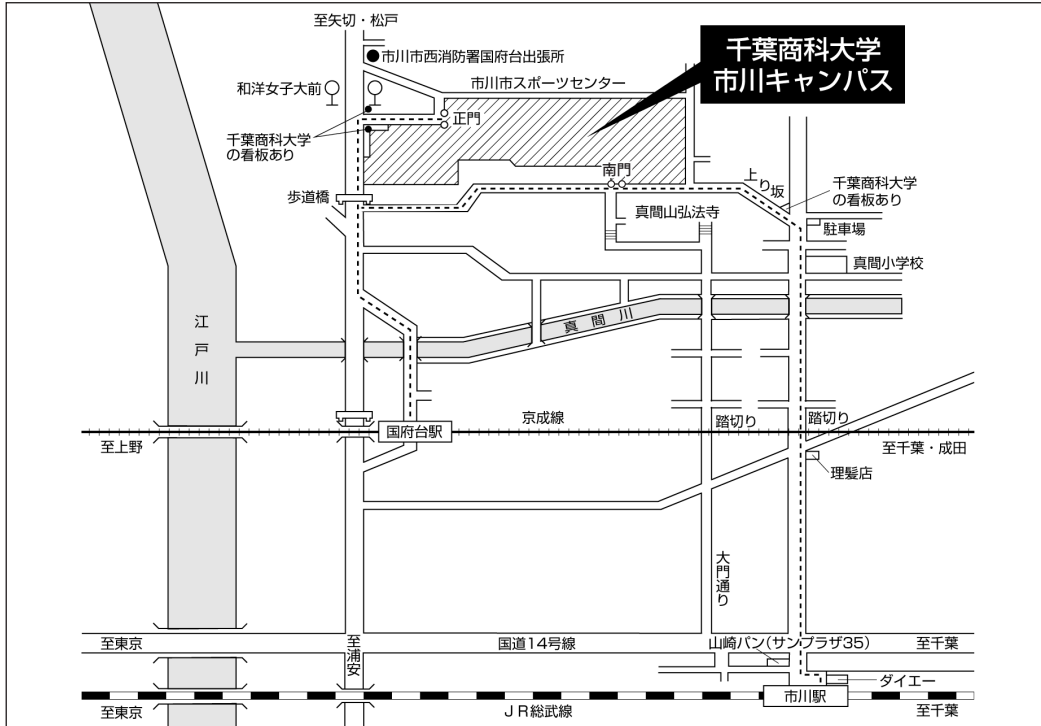 至矢切・松戸
市川市西消防署国府台出張所
千葉商科大学
市川キャンパス
市川市スポーツセンター
和洋女子大前
正門
千葉商科大学
の看板あり
南門
上り坂
千葉商科大学
の看板あり
歩道橋
真間山弘法寺
駐車場
真間小学校
江戸川
真間川
京成線
踏切り
踏切り
国府台駅
至上野
至千葉・成田
理髪店
大門通り
至東京
至浦安
国道14号線
山崎パン(サンプラザ35)
至千葉
ダイエー
市川駅
至東京
JR総武線
至千葉